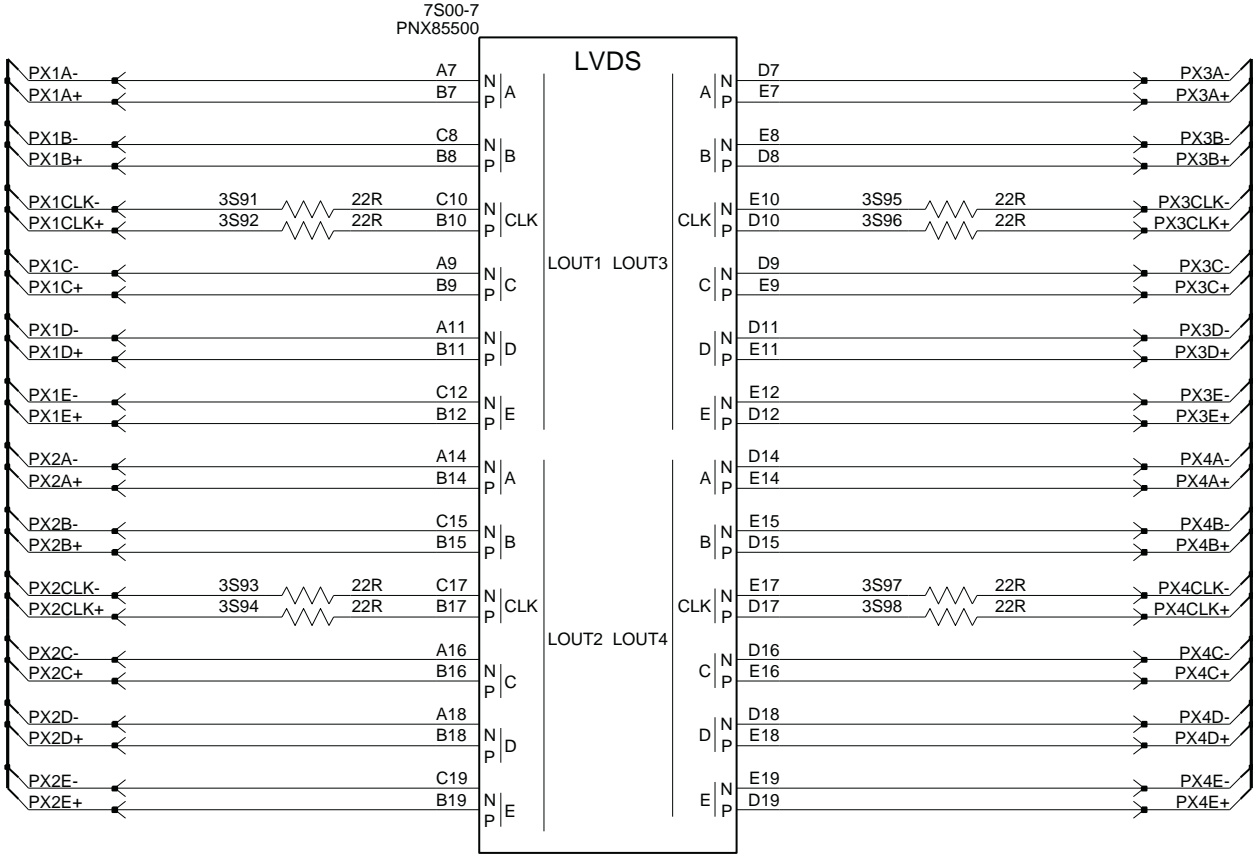 7S00-7
PNX85500
LVDS
PX1A- A7 N D7 PX3A-
PX1A+ B7 P A A N P E7 PX3A+
PX1B- C8 N E8 PX3B-
PX1B+ B8 P B B N P D8 PX3B+
PX1CLK- 3S91 22R C10 N E10 3S95 22R PX3CLK-
PX1CLK+ 3S92 22R B10 P CLK CLK N P D10 3S96 22R PX3CLK+
LOUT1 LOUT3
PX1C- A9 N D9 PX3C-
PX1C+ B9 P C C N P E9 PX3C+
PX1D- A11 N D11 PX3D-
PX1D+ B11 P D D N P E11 PX3D+
PX1E- C12 N E12 PX3E-
PX1E+ B12 P E E N P D12 PX3E+
PX2A- A14 N D14 PX4A-
PX2A+ B14 P A A N P E14 PX4A+
PX2B- C15 N E15 PX4B-
PX2B+ B15 P B B N P D15 PX4B+
PX2CLK- 3S93 22R C17 N E17 3S97 22R PX4CLK-
PX2CLK+ 3S94 22R B17 P CLK CLK N P D17 3S98 22R PX4CLK+
LOUT2 LOUT4
PX2C- A16 N D16 PX4C-
PX2C+ B16 P C C N P E16 PX4C+
PX2D- A18 N D18 PX4D-
PX2D+ B18 P D D N P E18 PX4D+
PX2E- C19 N E19 PX4E-
PX2E+ B19 P E E N P D19 PX4E+